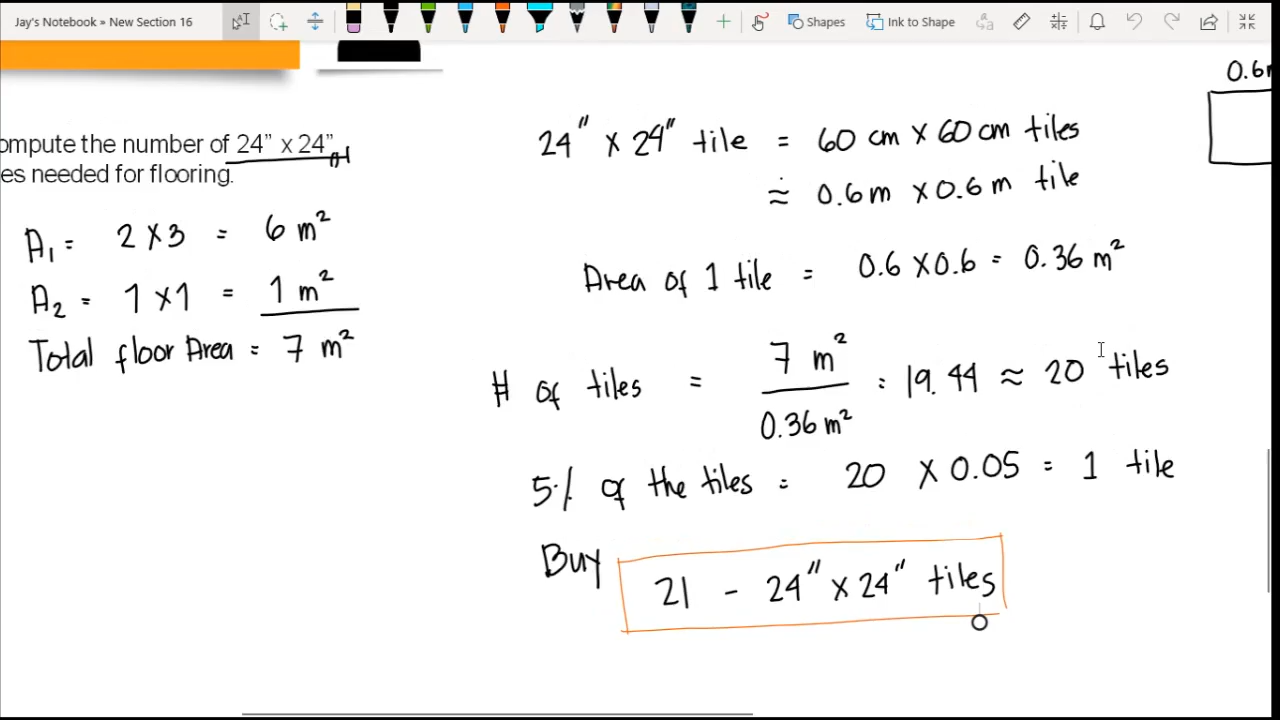 Jay's Notebook » New Section 16
Shapes
Ink to Shape
0.6m
ompute the number of 24” x 24”
es needed for flooring.
A1 = 2 X 3 = 6 m²
A2 = 1 X 1 = 1 m²
Total floor Area = 7 m²
24" X 24" tile = 60 cm X 60 cm tiles
≈ 0.6m X 0.6 m tile
Area of 1 tile = 0.6 X 0.6 = 0.36 m²
# of tiles = 7 m² / 0.36 m² = 19.44 ≈ 20 tiles
5% of the tiles = 20 X 0.05 = 1 tile
Buy 21 - 24" X 24" tiles